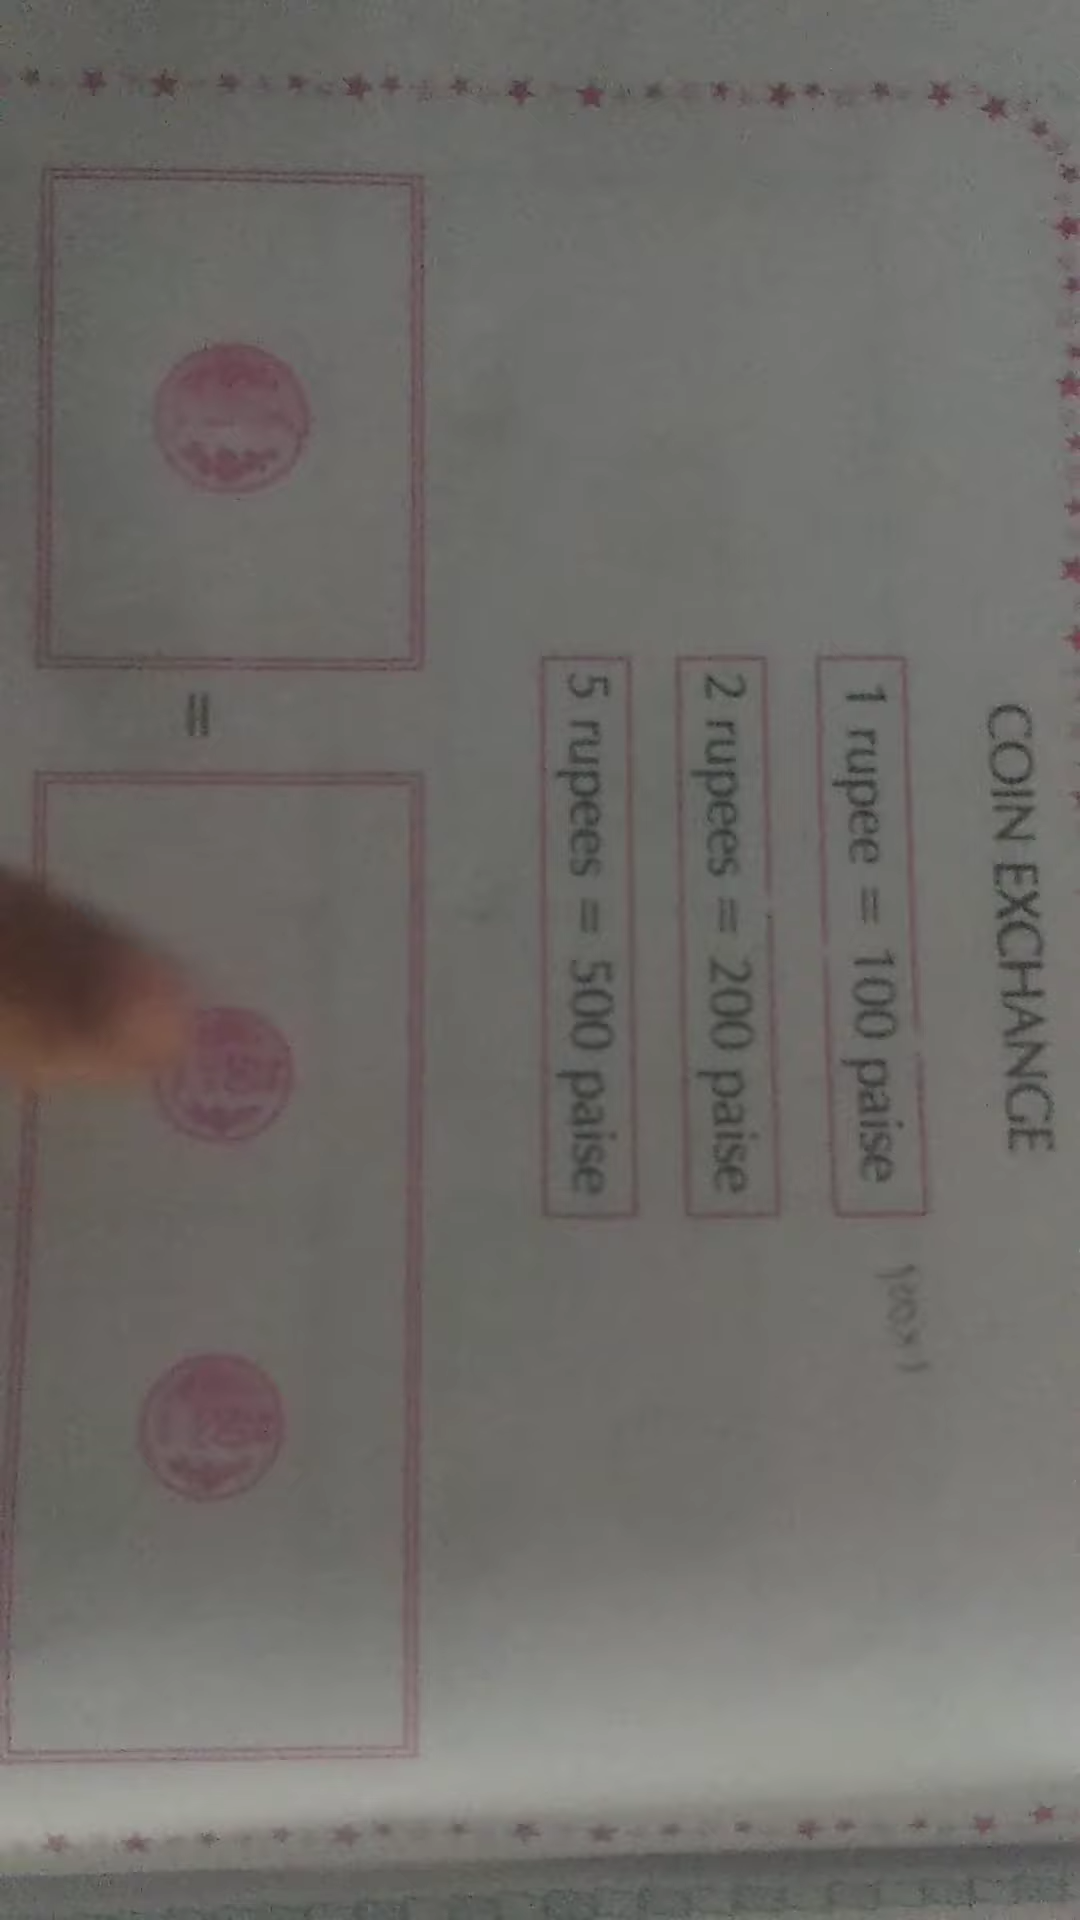 COIN EXCHANGE
1 rupee = 100 paise
2 rupees = 200 paise
5 rupees = 500 paise
=